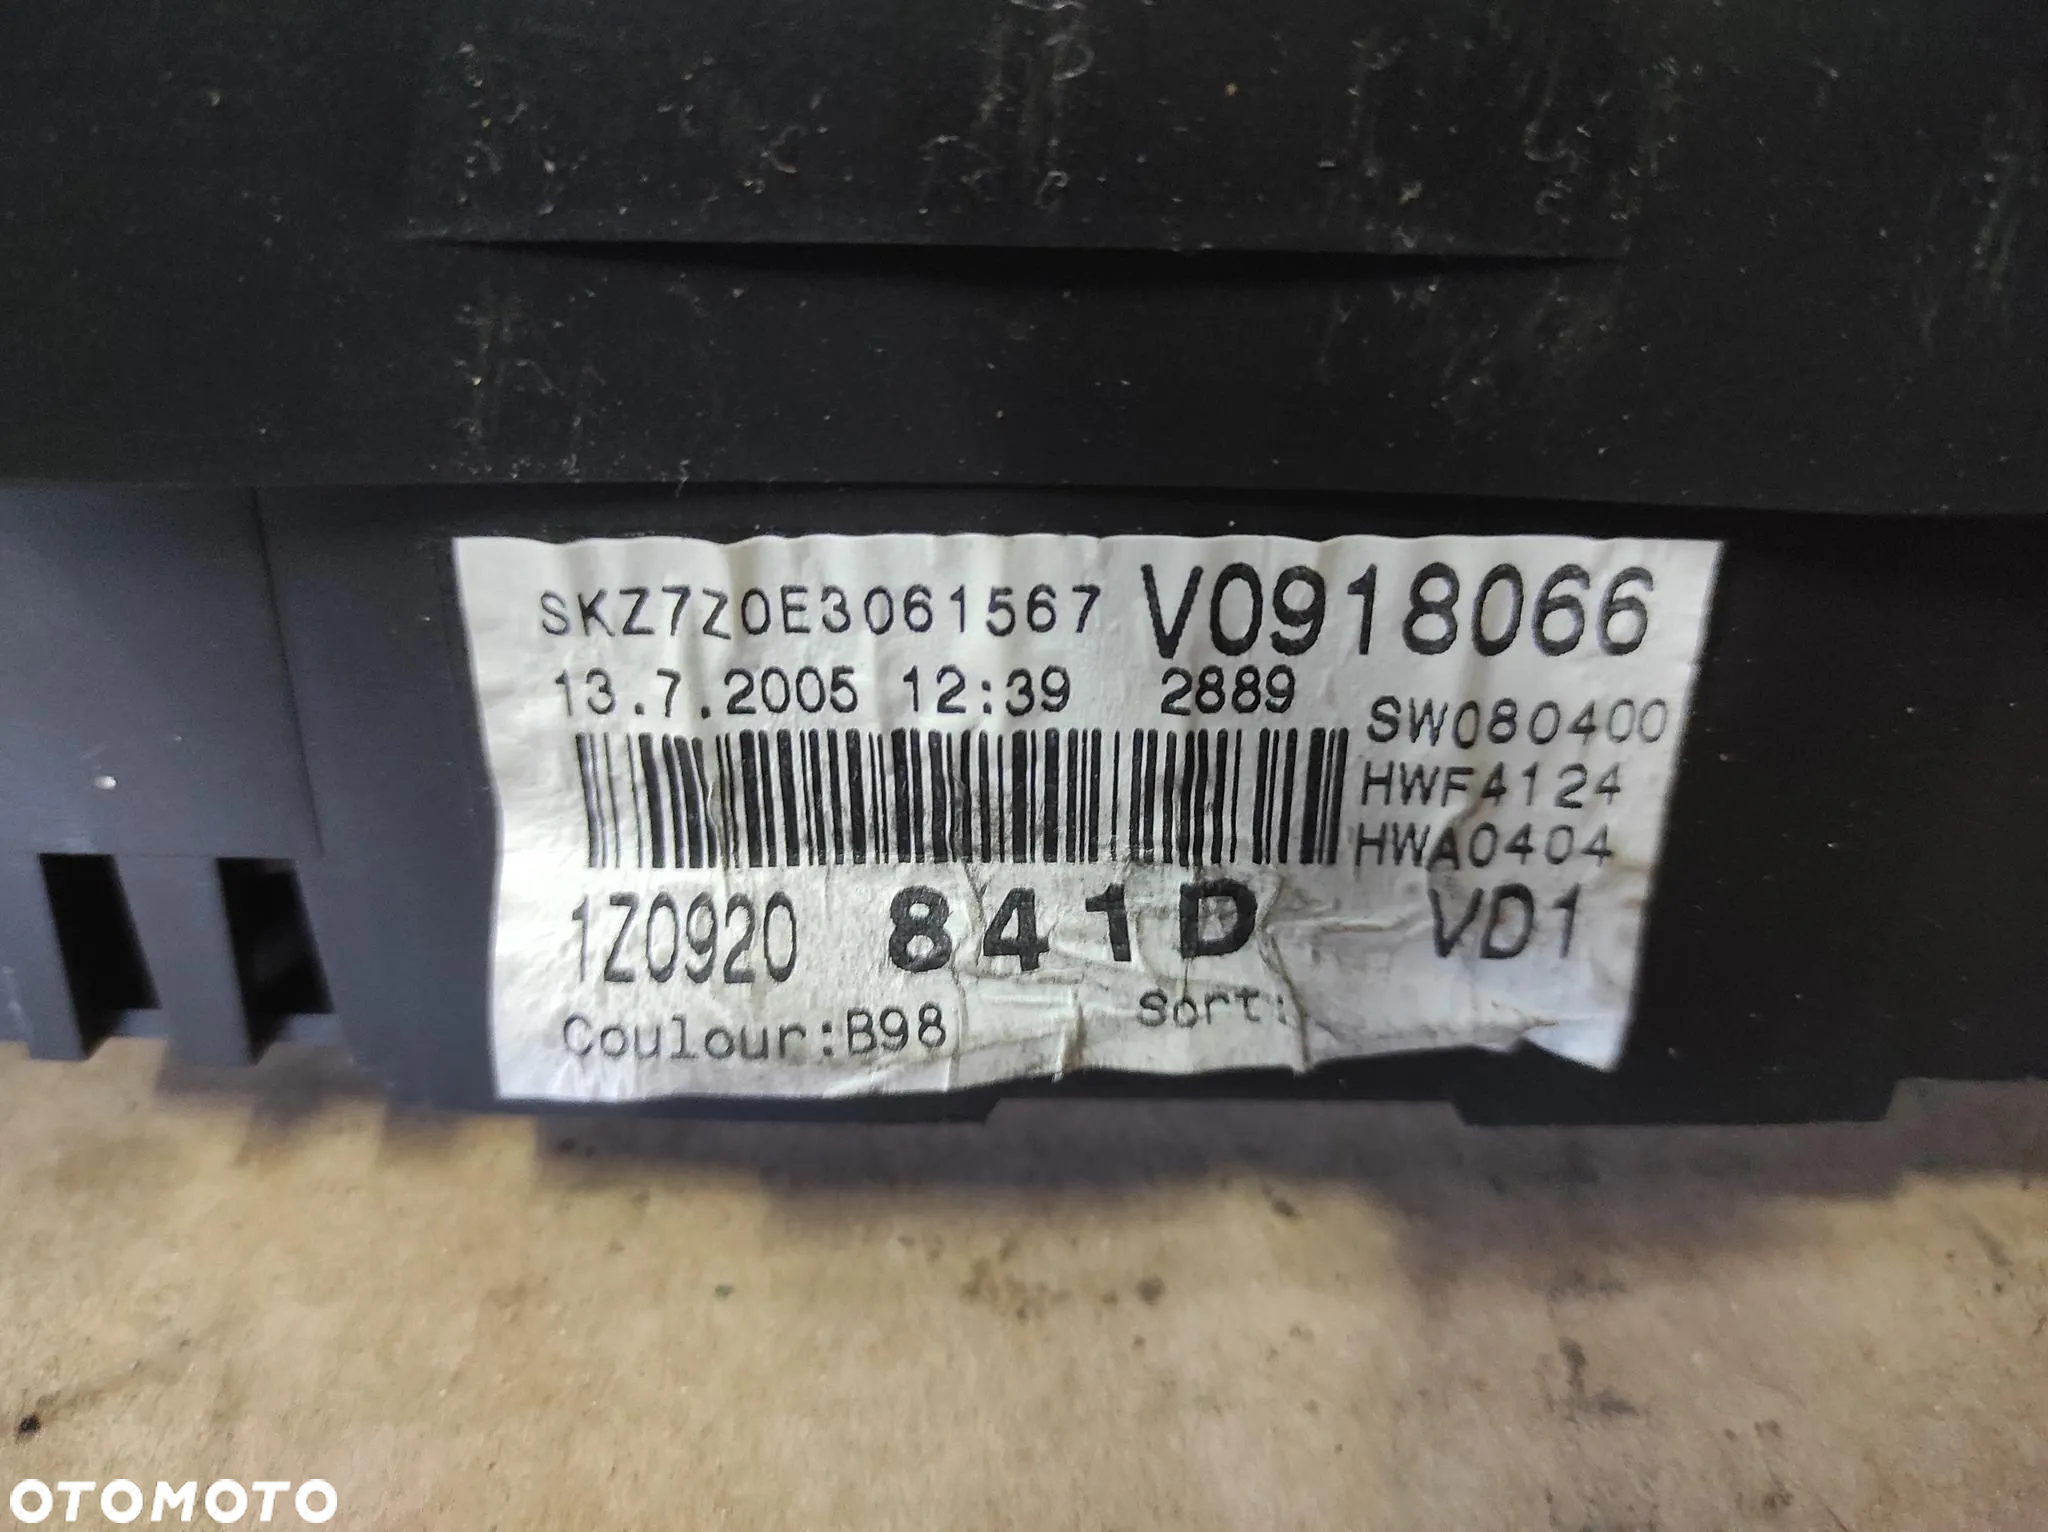 SKZ7Z0E3061567 V0918066
13.7.2005 12:39 2889
SW080400
HWF4124
HWA0404
1Z0920 841D VD1
Coulour:B98 Sort:
OTOMOTO